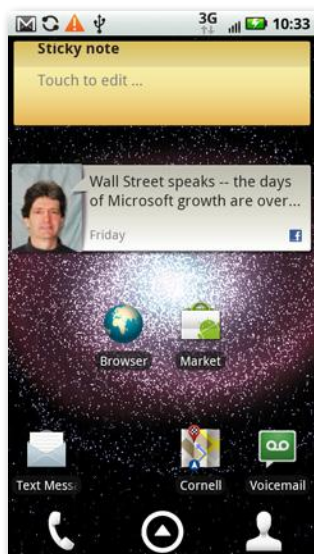 3G 10:33
Sticky note
Touch to edit ...
Wall Street speaks -- the days
of Microsoft growth are over...
Friday
Browser Market
Text Mess Cornell Voicemail